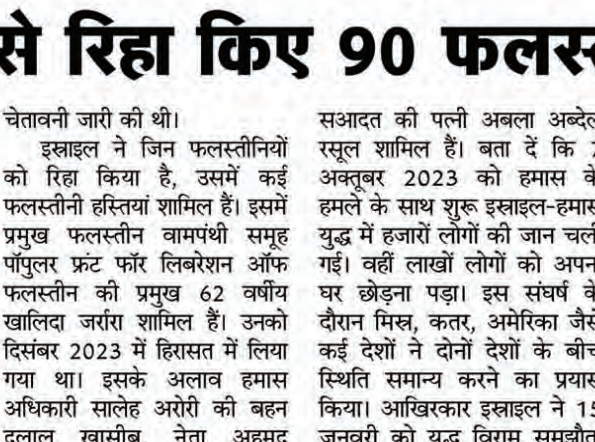 से रिहा किए 90 फलस्
चेतावनी जारी की थी।
इस्राइल ने जिन फलस्तीनियों
को रिहा किया है, उसमें कई
फलस्तीनी हस्तियां शामिल हैं। इसमें
प्रमुख फलस्तीन वामपंथी समूह
पॉपुलर फ्रंट फॉर लिबरेशन ऑफ
फलस्तीन की प्रमुख 62 वर्षीय
खालिदा जर्रारा शामिल हैं। उनको
दिसंबर 2023 में हिरासत में लिया
गया था। इसके अलाव हमास
अधिकारी सालेह अरोरी की बहन
दलाल खासीब, नेता अहमद
सआदत की पत्नी अबला अब्देल
रसूल शामिल हैं। बता दें कि 7
अक्तूबर 2023 को हमास के
हमले के साथ शुरू इस्राइल-हमास
युद्ध में हजारों लोगों की जान चली
गई। वहीं लाखों लोगों को अपन
घर छोड़ना पड़ा। इस संघर्ष के
दौरान मिस्र, कतर, अमेरिका जैसे
कई देशों ने दोनों देशों के बीच
स्थिति समान्य करने का प्रयास
किया। आखिरकार इस्राइल ने 15
जनवरी को युद्ध विराम समझौत